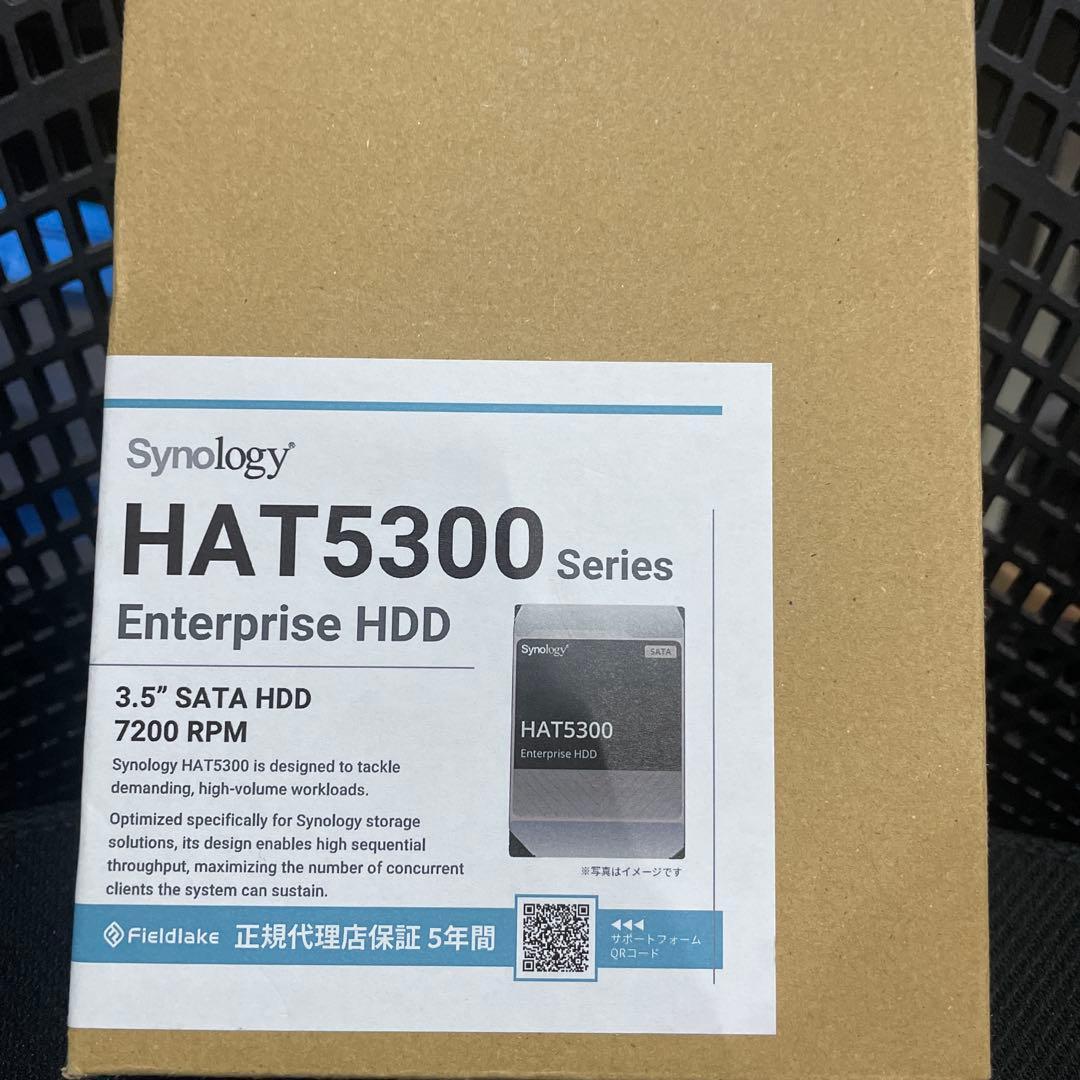 Synology®
HAT5300 Series
Enterprise HDD
3.5” SATA HDD
7200 RPM
Synology HAT5300 is designed to tackle
demanding, high-volume workloads.
Optimized specifically for Synology storage
solutions, its design enables high sequential
throughput, maximizing the number of concurrent
clients the system can sustain.
Synology®
SATA
HAT5300
Enterprise HDD
※写真はイメージです
Fieldlake 正規代理店保証 5年間
◀◀◀
サポートフォーム
QRコード